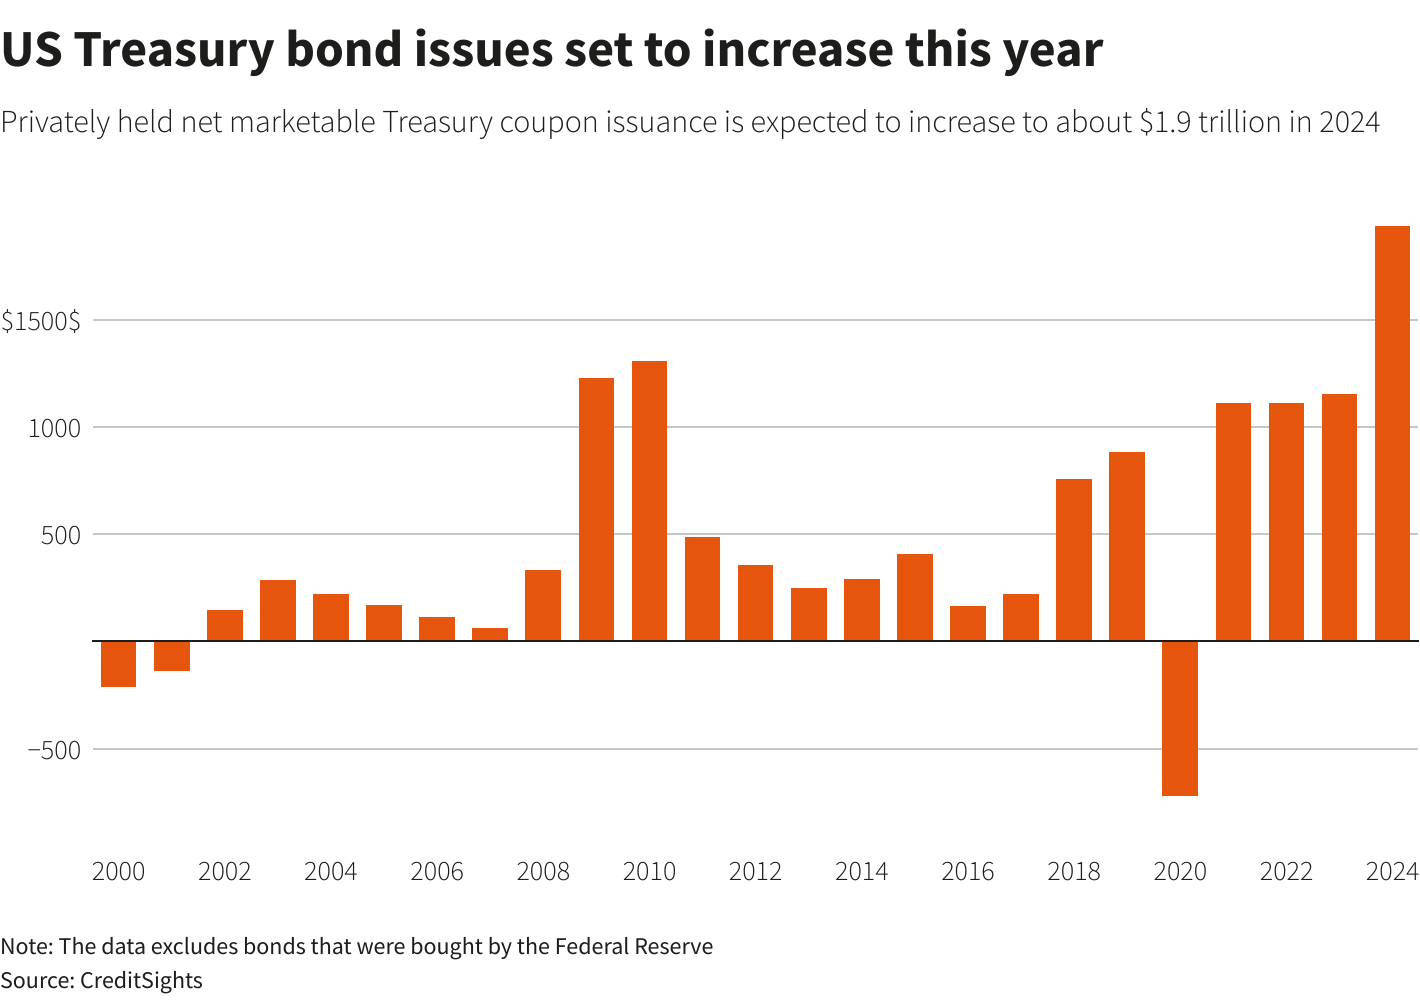 US Treasury bond issues set to increase this year
Privately held net marketable Treasury coupon issuance is expected to increase to about $1.9 trillion in 2024
$1500$
1000
500
−500
2000 2002 2004 2006 2008 2010 2012 2014 2016 2018 2020 2022 2024
Note: The data excludes bonds that were bought by the Federal Reserve
Source: CreditSights